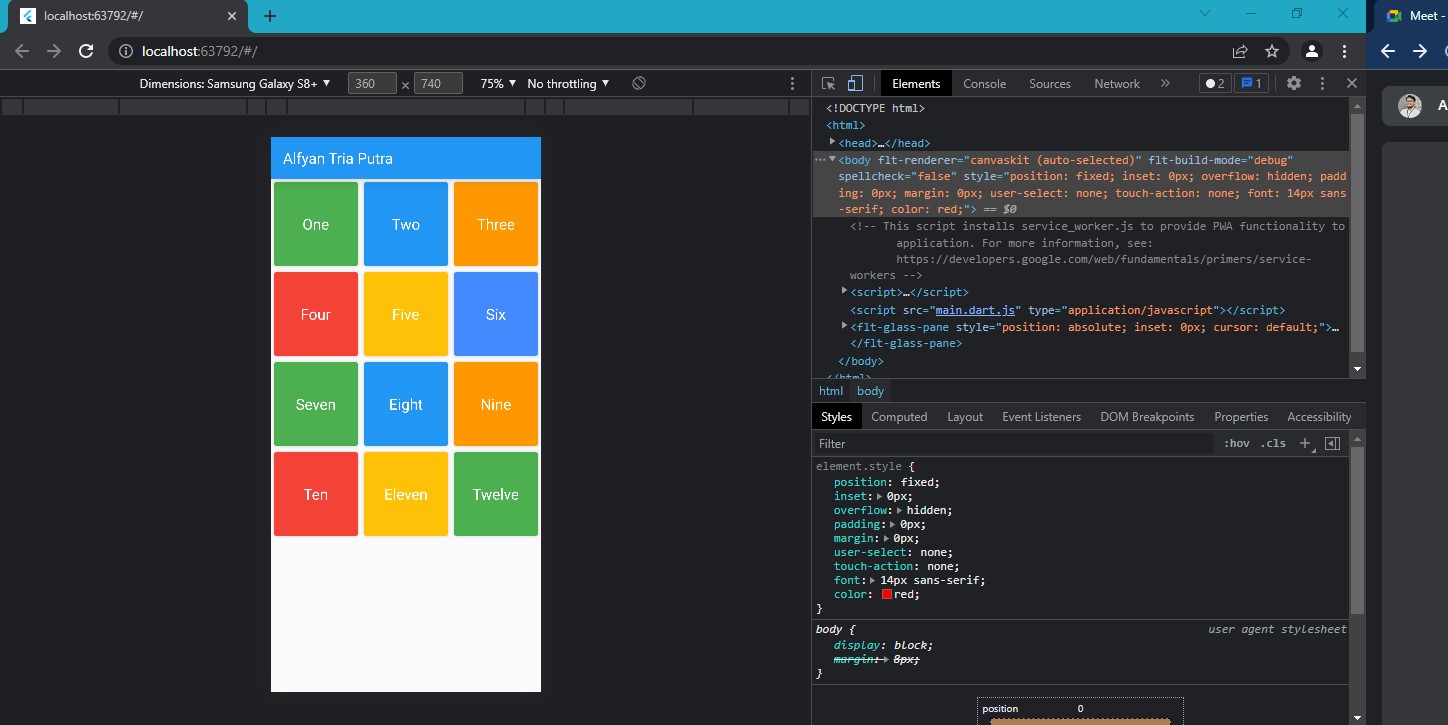 localhost:63792/#/
Meet -
localhost:63792/#/
Dimensions: Samsung Galaxy S8+ 360 × 740 75% No throttling
Elements Console Sources Network » 2 1
A
Alfyan Tria Putra
One Two Three
Four Five Six
Seven Eight Nine
Ten Eleven Twelve
<!DOCTYPE html>
<html>
<head>…</head>
<body flt-renderer="canvaskit (auto-selected)" flt-build-mode="debug"
spellcheck="false" style="position: fixed; inset: 0px; overflow: hidden; padd
ing: 0px; margin: 0px; user-select: none; touch-action: none; font: 14px sans
-serif; color: red;"> == $0
<!-- This script installs service_worker.js to provide PWA functionality to
application. For more information, see:
https://developers.google.com/web/fundamentals/primers/service-
workers -->
<script>…</script>
<script src="main.dart.js" type="application/javascript"></script>
<flt-glass-pane style="position: absolute; inset: 0px; cursor: default;">…
</flt-glass-pane>
</body>
</html>
html body
Styles Computed Layout Event Listeners DOM Breakpoints Properties Accessibility
Filter :hov .cls +
element.style {
position: fixed;
inset: 0px;
overflow: hidden;
padding: 0px;
margin: 0px;
user-select: none;
touch-action: none;
font: 14px sans-serif;
color: red;
}
body { user agent stylesheet
display: block;
margin: 8px;
}
position 0